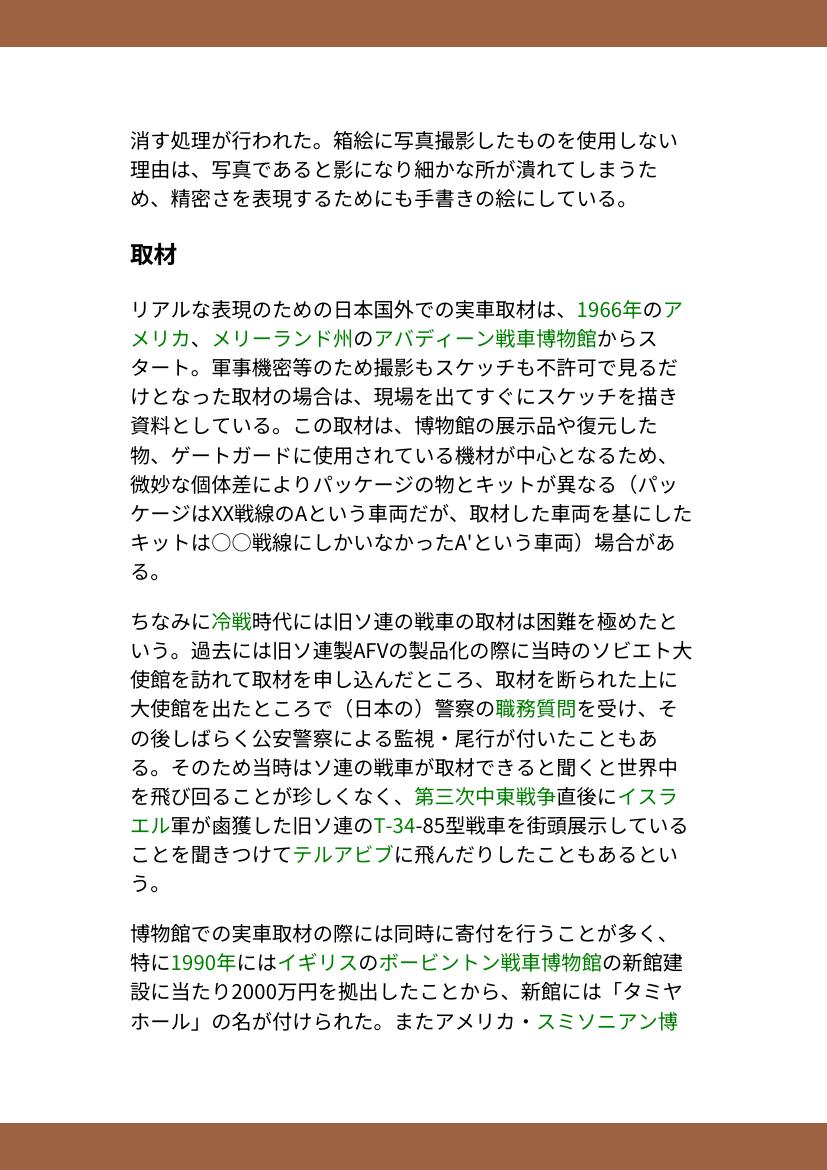 消す処理が行われた。箱絵に写真撮影したものを使用しない
理由は、写真であると影になり細かな所が潰れてしまうた
め、精密さを表現するためにも手書きの絵にしている。
取材
リアルな表現のための日本国外での実車取材は、1966年のア
メリカ、メリーランド州のアバディーン戦車博物館からス
タート。軍事機密等のため撮影もスケッチも不許可で見るだ
けとなった取材の場合は、現場を出てすぐにスケッチを描き
資料としている。この取材は、博物館の展示品や復元した
物、ゲートガードに使用されている機材が中心となるため、
微妙な個体差によりパッケージの物とキットが異なる（パッ
ケージはXX戦線のAという車両だが、取材した車両を基にした
キットは○○戦線にしかいなかったA'という車両）場合があ
る。
ちなみに冷戦時代には旧ソ連の戦車の取材は困難を極めたと
いう。過去には旧ソ連製AFVの製品化の際に当時のソビエト大
使館を訪れて取材を申し込んだところ、取材を断られた上に
大使館を出たところで（日本の）警察の職務質問を受け、そ
の後しばらく公安警察による監視・尾行が付いたこともあ
る。そのため当時はソ連の戦車が取材できると聞くと世界中
を飛び回ることが珍しくなく、第三次中東戦争直後にイスラ
エル軍が鹵獲した旧ソ連のT-34-85型戦車を街頭展示している
ことを聞きつけてテルアビブに飛んだりしたこともあるとい
う。
博物館での実車取材の際には同時に寄付を行うことが多く、
特に1990年にはイギリスのボービントン戦車博物館の新館建
設に当たり2000万円を拠出したことから、新館には「タミヤ
ホール」の名が付けられた。またアメリカ・スミソニアン博